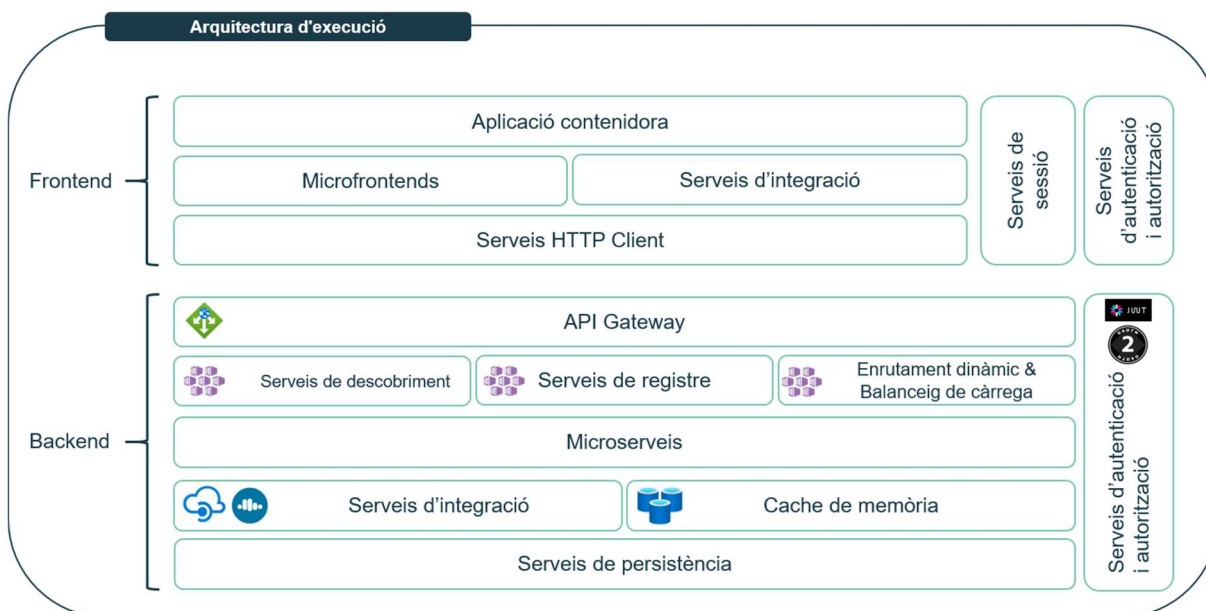 Arquitectura d'execució
Frontend
Aplicació contenidora
Microfrontends
Serveis d'integració
Serveis HTTP Client
Serveis de
sessió
Serveis
d'autenticació
i autorització
Backend
API Gateway
Serveis de descobriment
Serveis de registre
Enrutament dinàmic &
Balanceig de càrrega
Microserveis
Serveis d'integració
Cache de memòria
Serveis de persistència
JWT
OAUTH
2
Serveis d'autenticació
i autorització